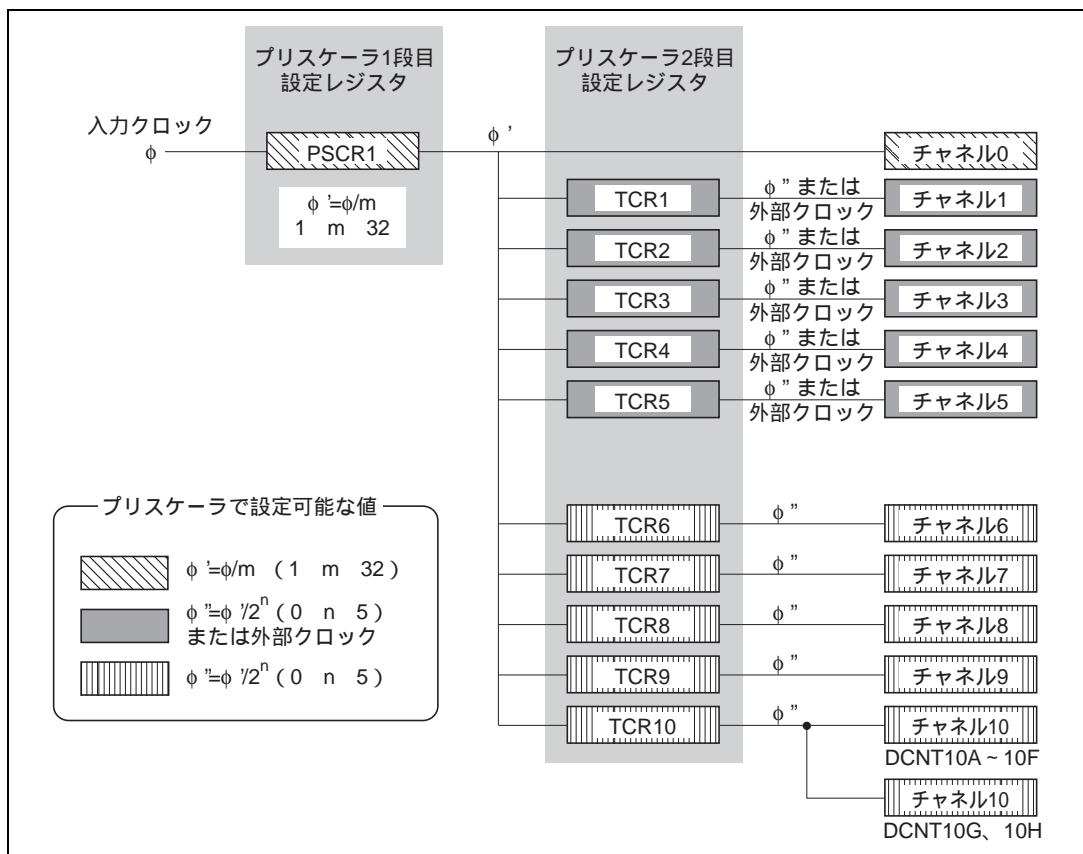 プリスケーラ1段目
設定レジスタ
プリスケーラ2段目
設定レジスタ
入力クロック
φ
PSCR1
φ '
φ '=φ/m
1 m 32
チャネル0
TCR1
φ ” または
外部クロック
チャネル1
TCR2
φ ” または
外部クロック
チャネル2
TCR3
φ ” または
外部クロック
チャネル3
TCR4
φ ” または
外部クロック
チャネル4
TCR5
φ ” または
外部クロック
チャネル5
TCR6
φ ”
チャネル6
TCR7
φ ”
チャネル7
TCR8
φ ”
チャネル8
TCR9
φ ”
チャネル9
TCR10
φ ”
チャネル10
DCNT10A ~ 10F
チャネル10
DCNT10G、10H
プリスケーラで設定可能な値
φ '=φ/m ( 1 m 32 )
φ ”=φ '/2ⁿ ( 0 n 5 )
または外部クロック
φ ”=φ '/2ⁿ ( 0 n 5 )